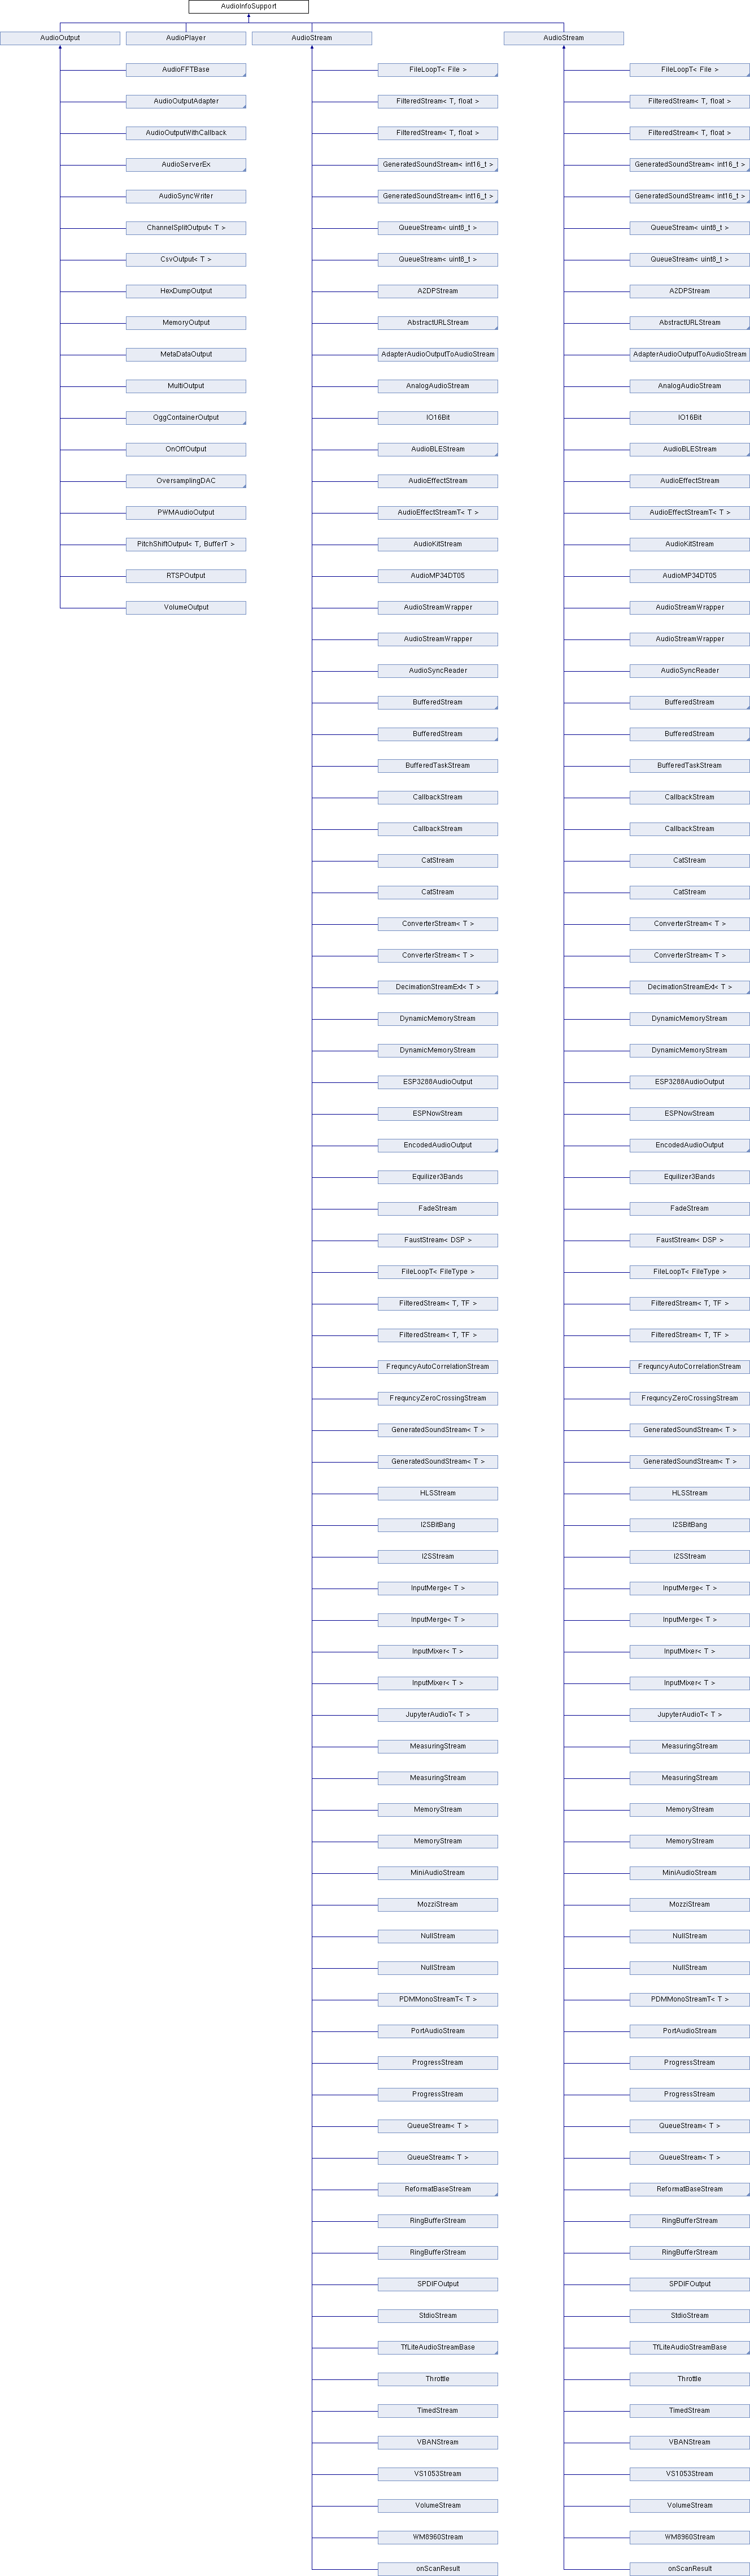 AudioInfoSupport
AudioOutput
AudioPlayer
AudioStream
AudioStream
AudioFFTBase
FileLoopT< File >
FileLoopT< File >
AudioOutputAdapter
FilteredStream< T, float >
FilteredStream< T, float >
AudioOutputWithCallback
FilteredStream< T, float >
FilteredStream< T, float >
AudioServerEx
GeneratedSoundStream< int16_t >
GeneratedSoundStream< int16_t >
AudioSyncWriter
GeneratedSoundStream< int16_t >
GeneratedSoundStream< int16_t >
ChannelSplitOutput< T >
QueueStream< uint8_t >
QueueStream< uint8_t >
CsvOutput< T >
QueueStream< uint8_t >
QueueStream< uint8_t >
HexDumpOutput
A2DPStream
A2DPStream
MemoryOutput
AbstractURLStream
AbstractURLStream
MetaDataOutput
AdapterAudioOutputToAudioStream
AdapterAudioOutputToAudioStream
MultiOutput
AnalogAudioStream
AnalogAudioStream
OggContainerOutput
IO16Bit
IO16Bit
OnOffOutput
AudioBLEStream
AudioBLEStream
OversamplingDAC
AudioEffectStream
AudioEffectStream
PWMAudioOutput
AudioEffectStreamT< T >
AudioEffectStreamT< T >
PitchShiftOutput< T, BufferT >
AudioKitStream
AudioKitStream
RTSPOutput
AudioMP34DT05
AudioMP34DT05
VolumeOutput
AudioStreamWrapper
AudioStreamWrapper
AudioStreamWrapper
AudioStreamWrapper
AudioSyncReader
AudioSyncReader
BufferedStream
BufferedStream
BufferedStream
BufferedStream
BufferedTaskStream
BufferedTaskStream
CallbackStream
CallbackStream
CallbackStream
CallbackStream
CatStream
CatStream
CatStream
CatStream
ConverterStream< T >
ConverterStream< T >
ConverterStream< T >
ConverterStream< T >
DecimationStreamExt< T >
DecimationStreamExt< T >
DynamicMemoryStream
DynamicMemoryStream
DynamicMemoryStream
DynamicMemoryStream
ESP3288AudioOutput
ESP3288AudioOutput
ESPNowStream
ESPNowStream
EncodedAudioOutput
EncodedAudioOutput
Equilizer3Bands
Equilizer3Bands
FadeStream
FadeStream
FaustStream< DSP >
FaustStream< DSP >
FileLoopT< FileType >
FileLoopT< FileType >
FilteredStream< T, TF >
FilteredStream< T, TF >
FilteredStream< T, TF >
FilteredStream< T, TF >
FrequncyAutoCorrelationStream
FrequncyAutoCorrelationStream
FrequncyZeroCrossingStream
FrequncyZeroCrossingStream
GeneratedSoundStream< T >
GeneratedSoundStream< T >
GeneratedSoundStream< T >
GeneratedSoundStream< T >
HLSStream
HLSStream
I2SBitBang
I2SBitBang
I2SStream
I2SStream
InputMerge< T >
InputMerge< T >
InputMerge< T >
InputMerge< T >
InputMixer< T >
InputMixer< T >
InputMixer< T >
InputMixer< T >
JupyterAudioT< T >
JupyterAudioT< T >
MeasuringStream
MeasuringStream
MeasuringStream
MeasuringStream
MemoryStream
MemoryStream
MemoryStream
MemoryStream
MiniAudioStream
MiniAudioStream
MozziStream
MozziStream
NullStream
NullStream
NullStream
NullStream
PDMMonoStreamT< T >
PDMMonoStreamT< T >
PortAudioStream
PortAudioStream
ProgressStream
ProgressStream
ProgressStream
ProgressStream
QueueStream< T >
QueueStream< T >
QueueStream< T >
QueueStream< T >
ReformatBaseStream
ReformatBaseStream
RingBufferStream
RingBufferStream
RingBufferStream
RingBufferStream
SPDIFOutput
SPDIFOutput
StdioStream
StdioStream
TfLiteAudioStreamBase
TfLiteAudioStreamBase
Throttle
Throttle
TimedStream
TimedStream
VBANStream
VBANStream
VS1053Stream
VS1053Stream
VolumeStream
VolumeStream
WM8960Stream
WM8960Stream
onScanResult
onScanResult